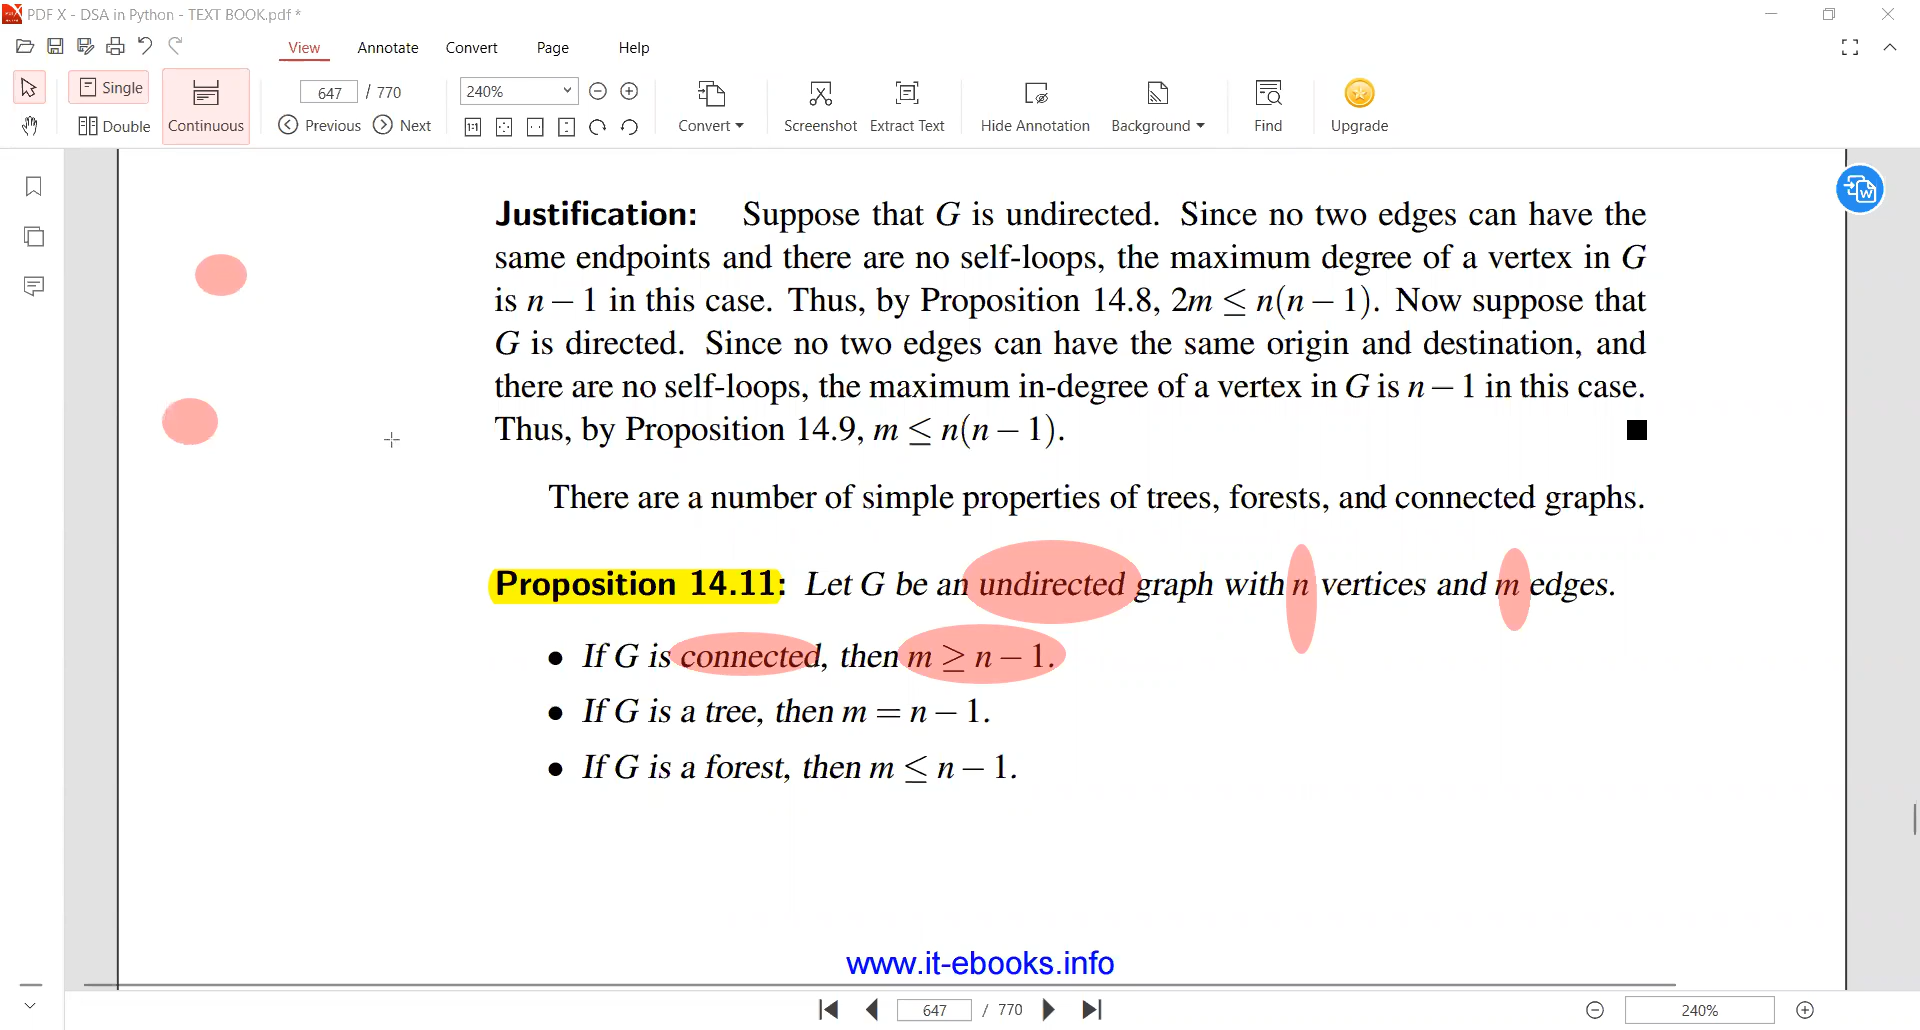 PDF X - DSA in Python - TEXT BOOK.pdf *
View Annotate Convert Page Help
Single 647 / 770 240%
Double Continuous Previous Next Convert Screenshot Extract Text Hide Annotation Background Find Upgrade
Justification: Suppose that G is undirected. Since no two edges can have the
same endpoints and there are no self-loops, the maximum degree of a vertex in G
is n − 1 in this case. Thus, by Proposition 14.8, 2m ≤ n(n − 1). Now suppose that
G is directed. Since no two edges can have the same origin and destination, and
there are no self-loops, the maximum in-degree of a vertex in G is n − 1 in this case.
Thus, by Proposition 14.9, m ≤ n(n − 1). ■
There are a number of simple properties of trees, forests, and connected graphs.
Proposition 14.11: Let G be an undirected graph with n vertices and m edges.
• If G is connected, then m ≥ n − 1.
• If G is a tree, then m = n − 1.
• If G is a forest, then m ≤ n − 1.
www.it-ebooks.info
647 / 770 240%